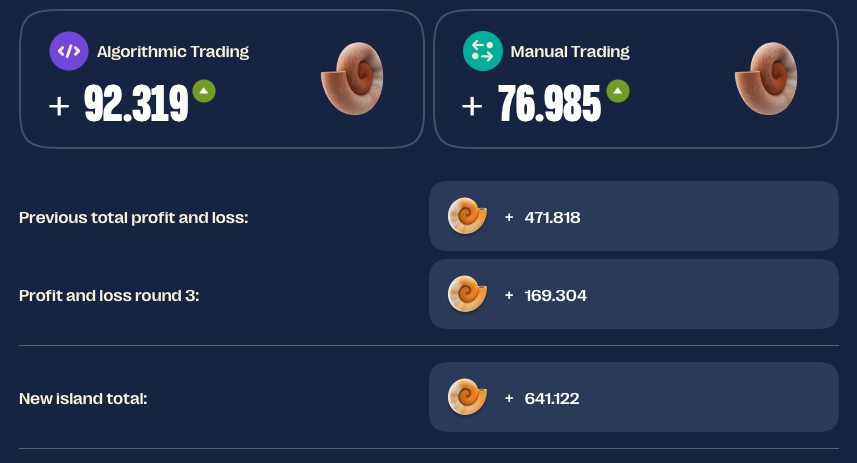 Algorithmic Trading
+ 92.319
Manual Trading
+ 76.985
Previous total profit and loss:
+ 471.818
Profit and loss round 3:
+ 169.304
New island total:
+ 641.122